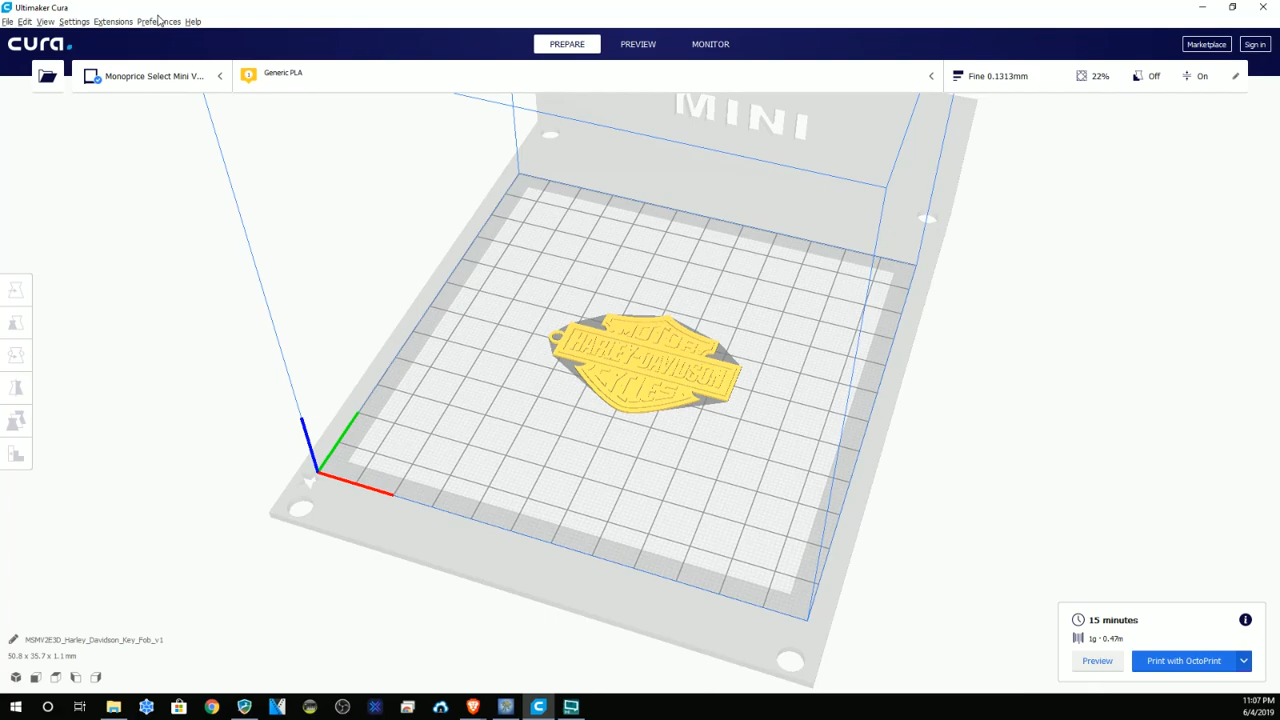 Ultimaker Cura
File Edit View Settings Extensions Preferences Help
cura.
PREPARE PREVIEW MONITOR
Marketplace Sign in
Monoprice Select Mini V...
1 Generic PLA
Fine 0.1313mm 22% Off On
MINI
MOTOR
HARLEY-DAVIDSON
CYCLES
15 minutes
1g · 0.47m
Preview Print with OctoPrint
MSMV2E3D_Harley_Davidson_Key_Fob_v1
50.8 x 35.7 x 1.1 mm
11:07 PM
6/4/2019